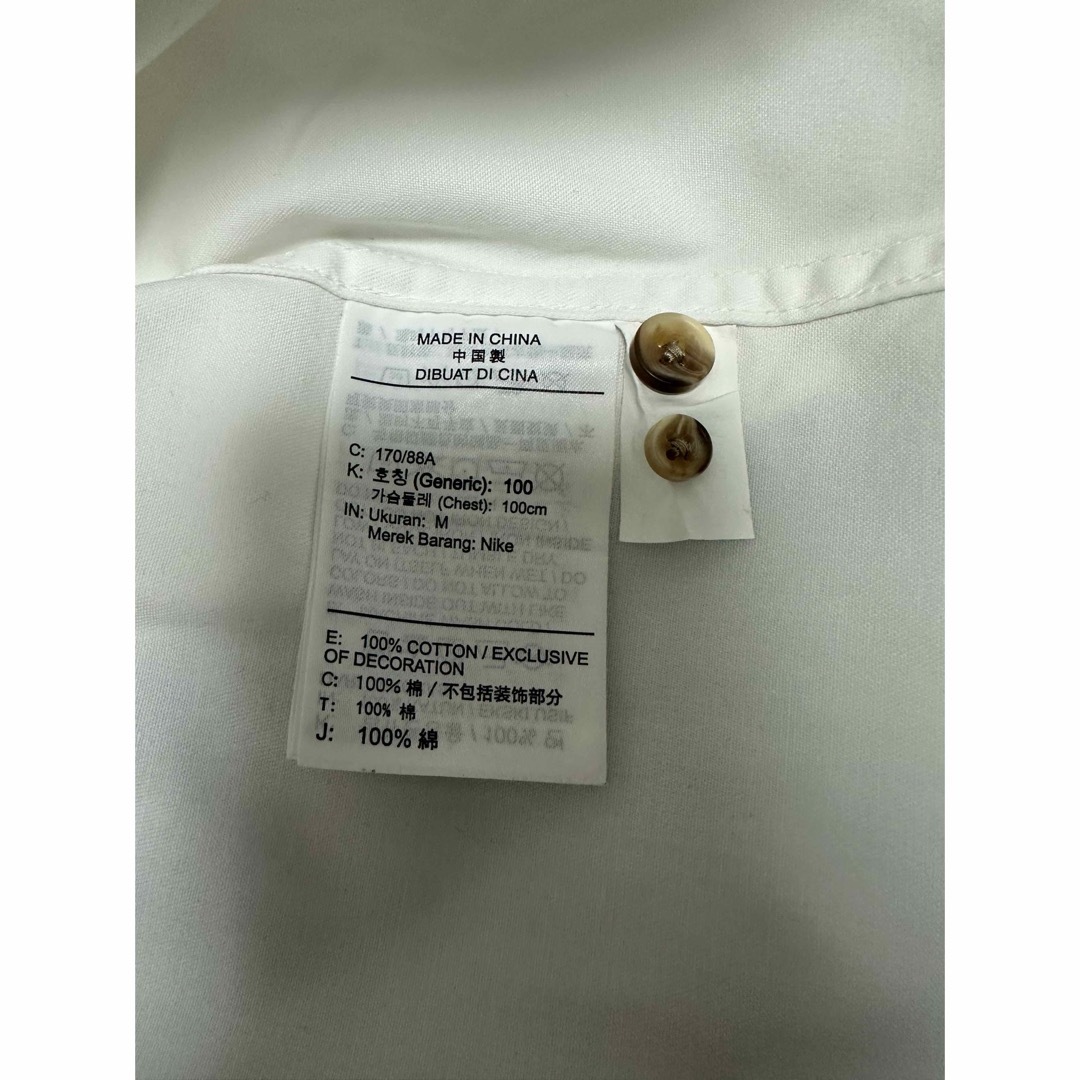 MADE IN CHINA
中国製
DIBUAT DI CINA
C: 170/88A
K: 호칭 (Generic): 100
가슴둘레 (Chest): 100cm
IN: Ukuran: M
Merek Barang: Nike
E: 100% COTTON / EXCLUSIVE
OF DECORATION
C: 100% 棉 / 不包括装饰部分
T: 100% 棉
J: 100% 綿